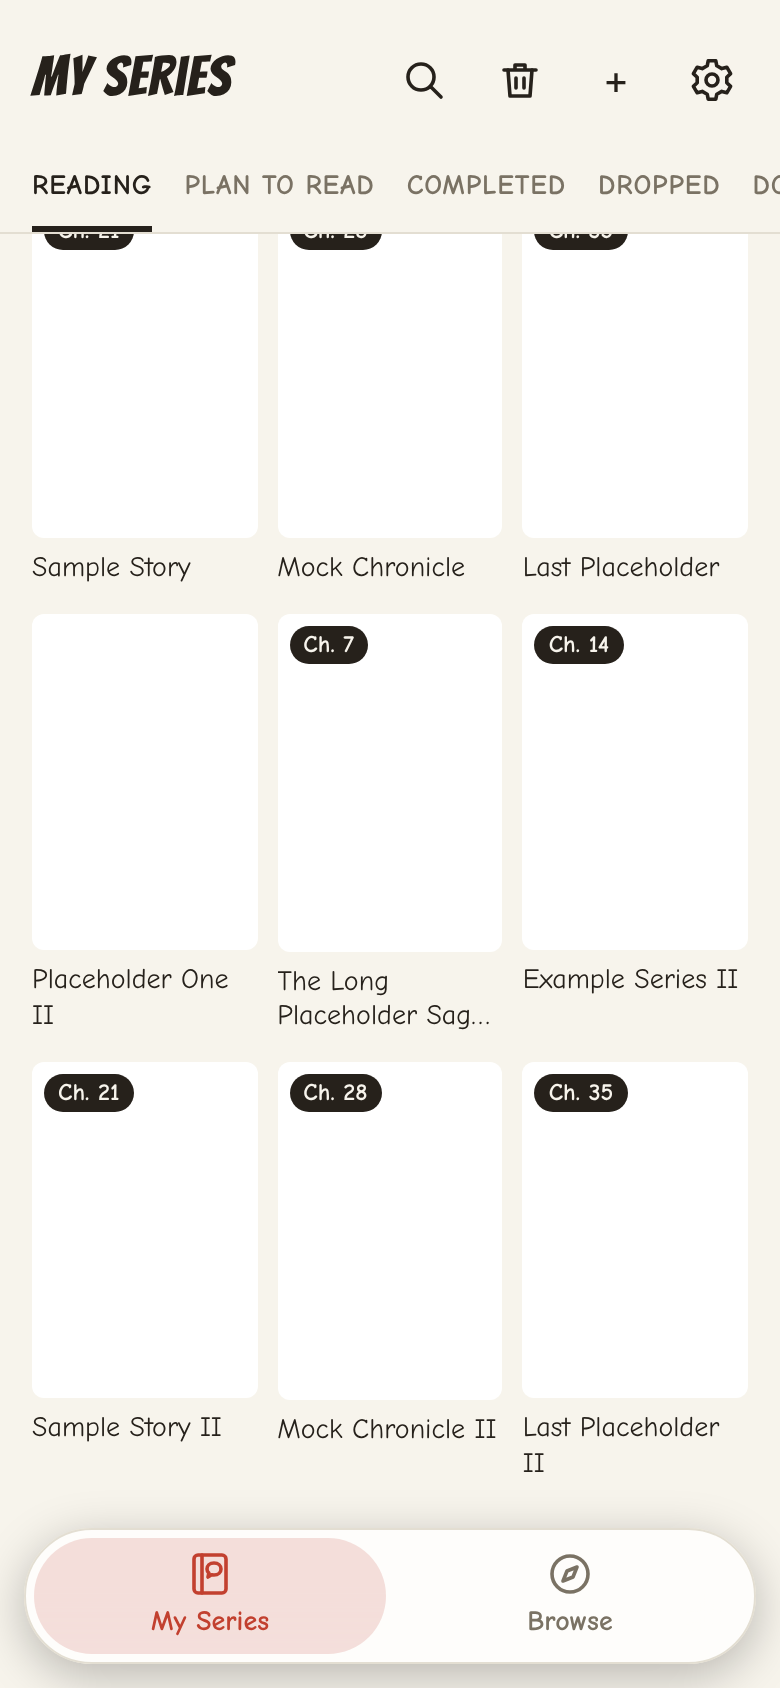 MY SERIES
+
READING PLAN TO READ COMPLETED DROPPED
Sample Story Mock Chronicle Last Placeholder
Ch. 7 Ch. 14
Placeholder One
II
The Long
Placeholder Sag...
Example Series II
Ch. 21 Ch. 28 Ch. 35
Sample Story II Mock Chronicle II
Last Placeholder
II
My Series Browse